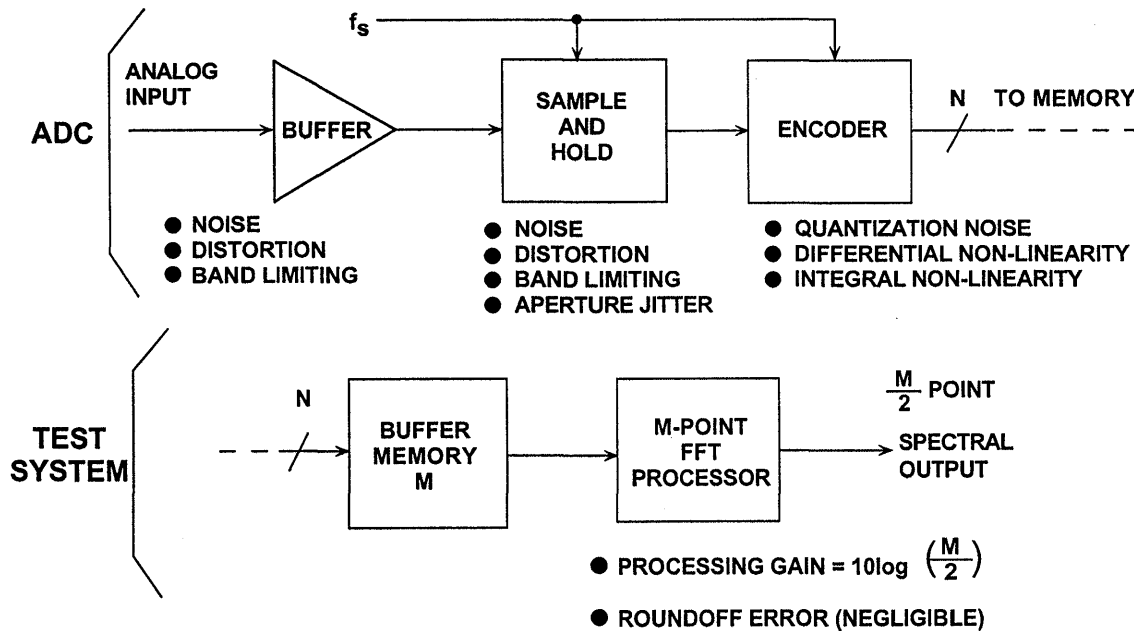 f_s
ANALOG
INPUT
ADC
BUFFER
SAMPLE
AND
HOLD
ENCODER
N
TO MEMORY
● NOISE
● DISTORTION
● BAND LIMITING
● NOISE
● DISTORTION
● BAND LIMITING
● APERTURE JITTER
● QUANTIZATION NOISE
● DIFFERENTIAL NON-LINEARITY
● INTEGRAL NON-LINEARITY
TEST
SYSTEM
N
BUFFER
MEMORY
M
M-POINT
FFT
PROCESSOR
M/2 POINT
SPECTRAL
OUTPUT
● PROCESSING GAIN = 10log (M/2)
● ROUNDOFF ERROR (NEGLIGIBLE)